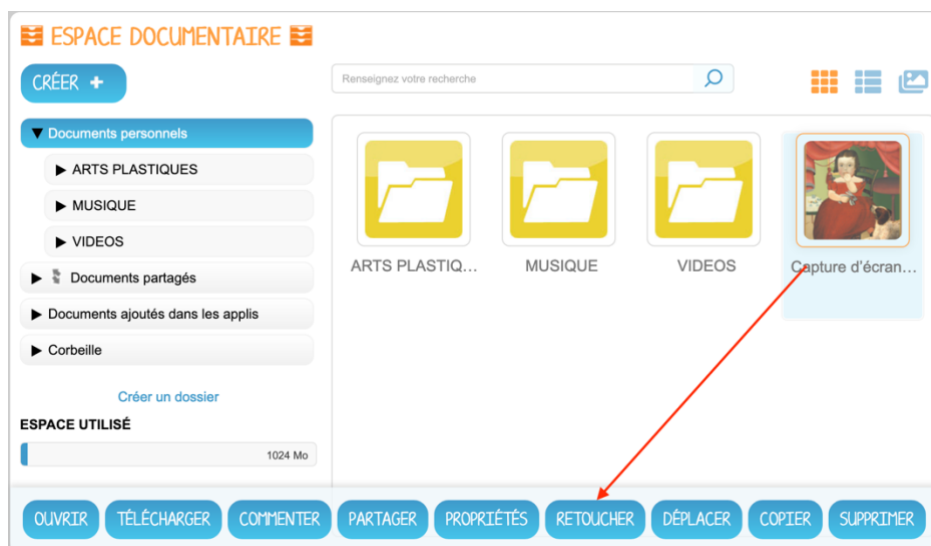 ESPACE DOCUMENTAIRE
CRÉER +
Renseignez votre recherche
Documents personnels
ARTS PLASTIQUES
MUSIQUE
VIDEOS
Documents partagés
Documents ajoutés dans les applis
Corbeille
Créer un dossier
ESPACE UTILISÉ
1024 Mo
ARTS PLASTIQ... MUSIQUE VIDEOS Capture d'écran...
OUVRIR TÉLÉCHARGER COMMENTER PARTAGER PROPRIÉTÉS RETOUCHER DÉPLACER COPIER SUPPRIMER